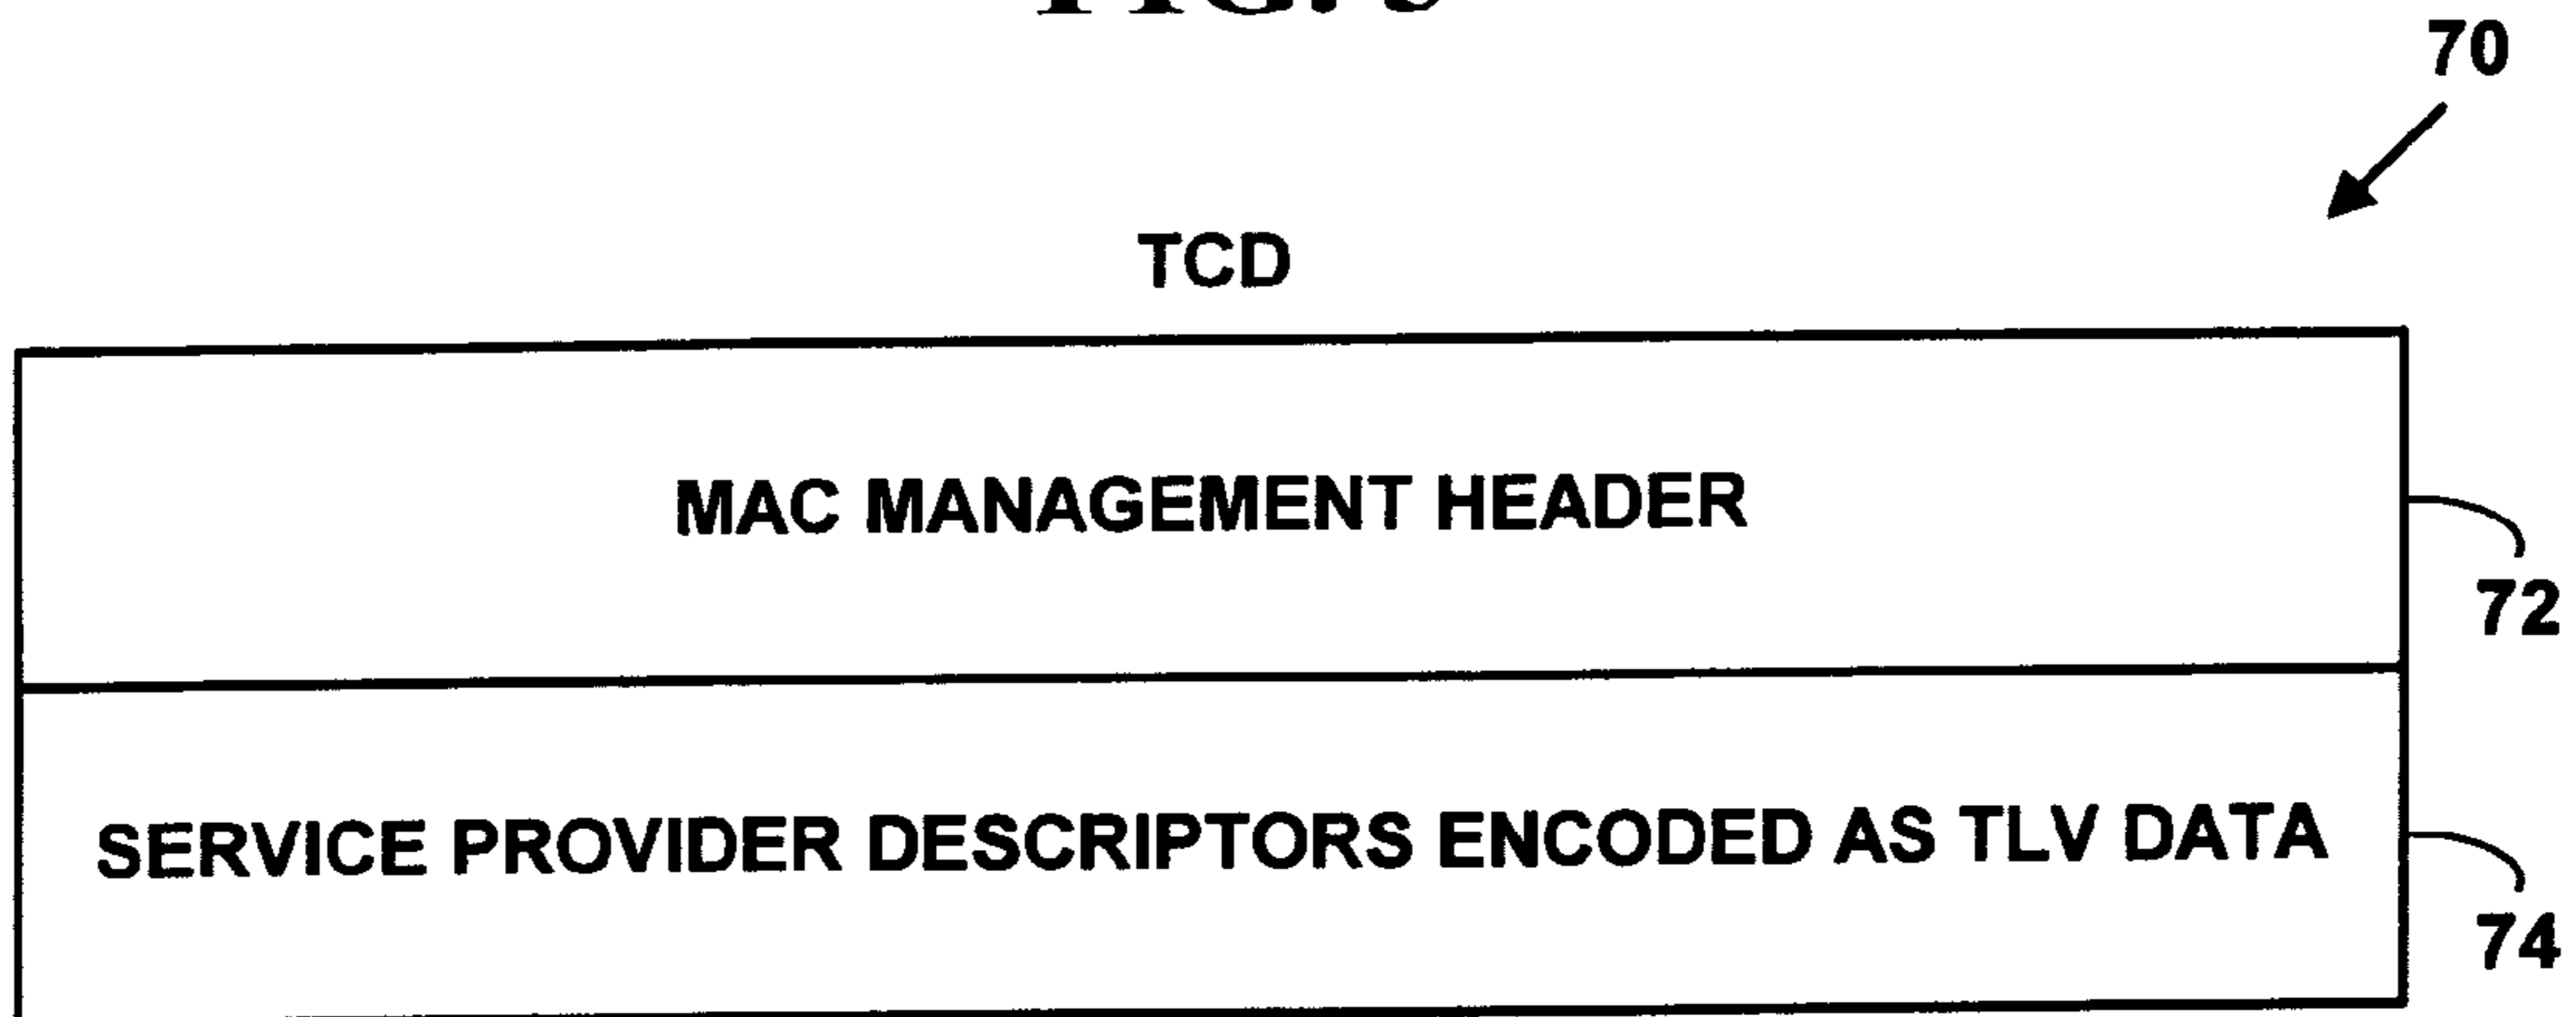 70
TCD
MAC MANAGEMENT HEADER
72
SERVICE PROVIDER DESCRIPTORS ENCODED AS TLV DATA
74